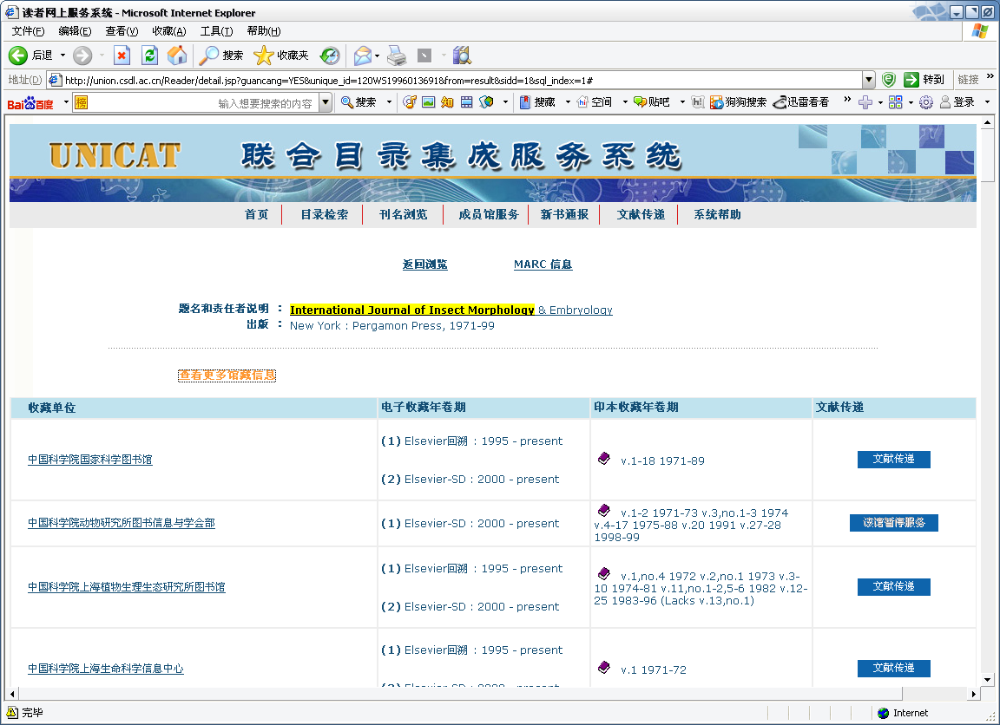 读者网上服务系统 - Microsoft Internet Explorer
文件(F) 编辑(E) 查看(V) 收藏(A) 工具(T) 帮助(H)
后退 搜索 收藏夹
地址(D) http://union.csdl.ac.cn/Reader/detail.jsp?guancang=YES&unique_id=120WS1996013691&from=result&sidd=1&sql_index=1# 转到 链接 »
Bai百度 榜 输入想要搜索的内容 搜索 知 搜藏 空间 贴吧 狗狗搜索 迅雷看看 » 登录
UNICAT 联合目录集成服务系统
首页 目录检索 刊名浏览 成员馆服务 新书通报 文献传递 系统帮助
返回浏览 MARC 信息
题名和责任者说明 : International Journal of Insect Morphology & Embryology
出版 : New York : Pergamon Press, 1971-99
查看更多馆藏信息
收藏单位 电子收藏年卷期 印本收藏年卷期 文献传递
中国科学院国家科学图书馆
(1) Elsevier回溯 : 1995 - present
(2) Elsevier-SD : 2000 - present
v.1-18 1971-89
文献传递
中国科学院动物研究所图书信息与学会部
(1) Elsevier-SD : 2000 - present
v.1-2 1971-73 v.3,no.1-3 1974
v.4-17 1975-88 v.20 1991 v.27-28
1998-99
该馆暂停服务
中国科学院上海植物生理生态研究所图书馆
(1) Elsevier回溯 : 1995 - present
(2) Elsevier-SD : 2000 - present
v.1,no.4 1972 v.2,no.1 1973 v.3-
10 1974-81 v.11,no.1-2,5-6 1982 v.12-
25 1983-96 (Lacks v.13,no.1)
文献传递
中国科学院上海生命科学信息中心
(1) Elsevier回溯 : 1995 - present
v.1 1971-72
文献传递
完毕 Internet